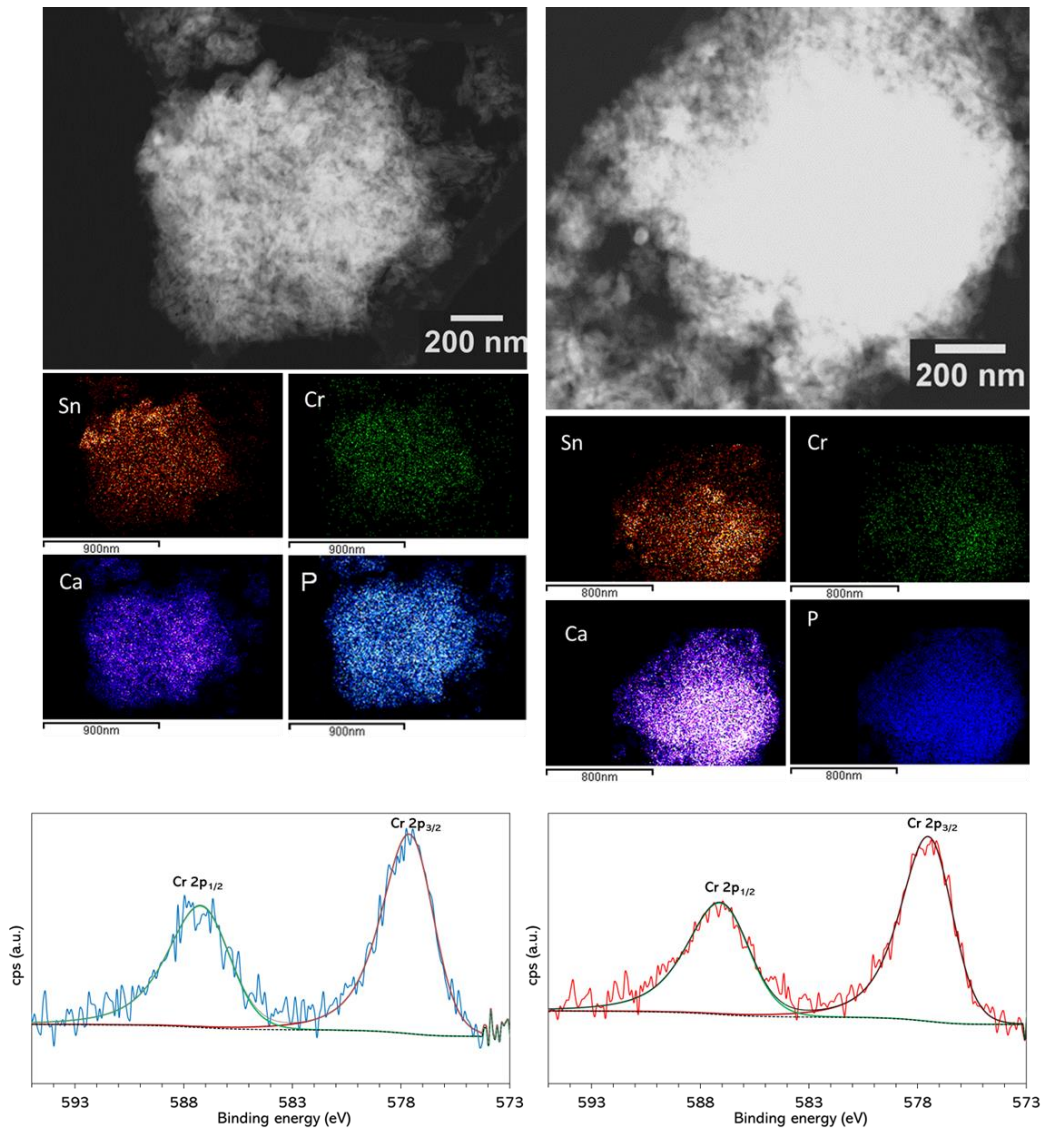 200 nm
200 nm
Sn
Cr
900nm
900nm
Ca
P
900nm
900nm
Sn
Cr
800nm
800nm
Ca
P
800nm
800nm
Cr 2p3/2
Cr 2p1/2
cps (a.u.)
593 588 583 578 573
Binding energy (eV)
Cr 2p3/2
Cr 2p1/2
cps (a.u.)
593 588 583 578 573
Binding energy (eV)